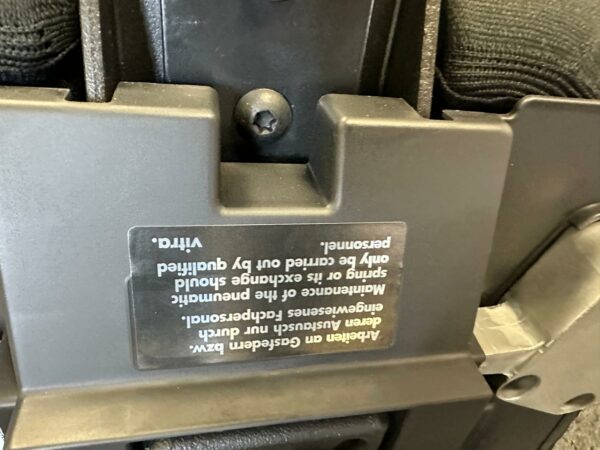 Arbeiten an Gasfedern bzw.
deren Austausch nur durch
eingewiesenes Fachpersonal.
Maintenance of the pneumatic
spring or its exchange should
only be carried out by qualified
personnel.
vitra.